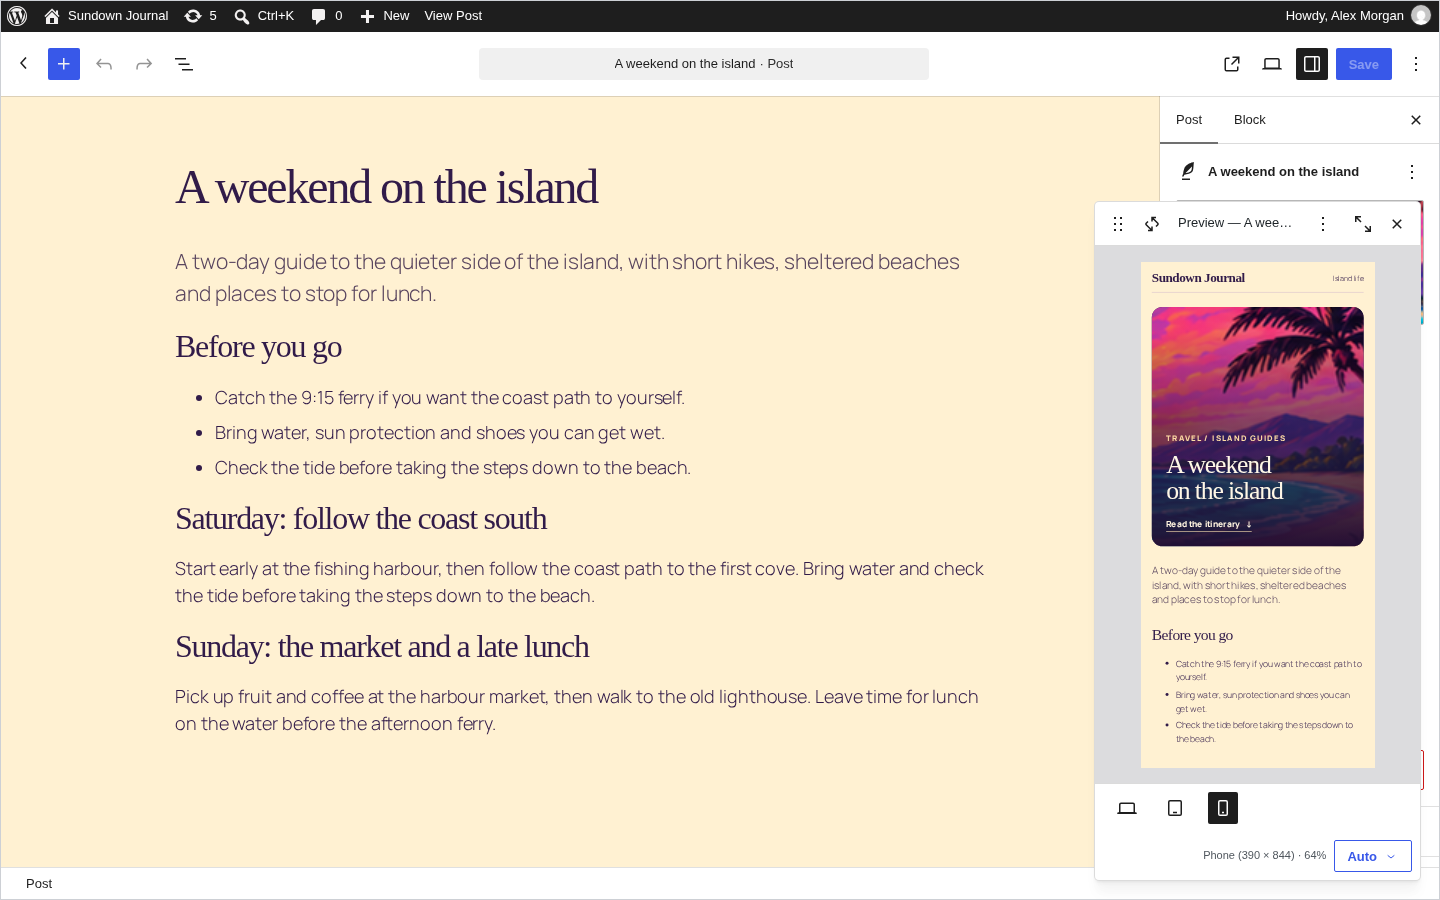 Sundown Journal 5 Ctrl+K 0 New View Post Howdy, Alex Morgan
A weekend on the island · Post
Save
Post Block
A weekend on the island
A weekend on the island
A two-day guide to the quieter side of the island, with short hikes, sheltered beaches
and places to stop for lunch.
Before you go
Catch the 9:15 ferry if you want the coast path to yourself.
Bring water, sun protection and shoes you can get wet.
Check the tide before taking the steps down to the beach.
Saturday: follow the coast south
Start early at the fishing harbour, then follow the coast path to the first cove. Bring water and check
the tide before taking the steps down to the beach.
Sunday: the market and a late lunch
Pick up fruit and coffee at the harbour market, then walk to the old lighthouse. Leave time for lunch
on the water before the afternoon ferry.
Preview — A wee…
Sundown Journal Island life
TRAVEL / ISLAND GUIDES
A weekend
on the island
Read the itinerary ↓
A two-day guide to the quieter side of the
island, with short hikes, sheltered beaches
and places to stop for lunch.
Before you go
Catch the 9:15 ferry if you want the coast path to
yourself.
Bring water, sun protection and shoes you can
get wet.
Check the tide before taking the steps down to
the beach.
Phone (390 × 844) · 64% Auto
Post